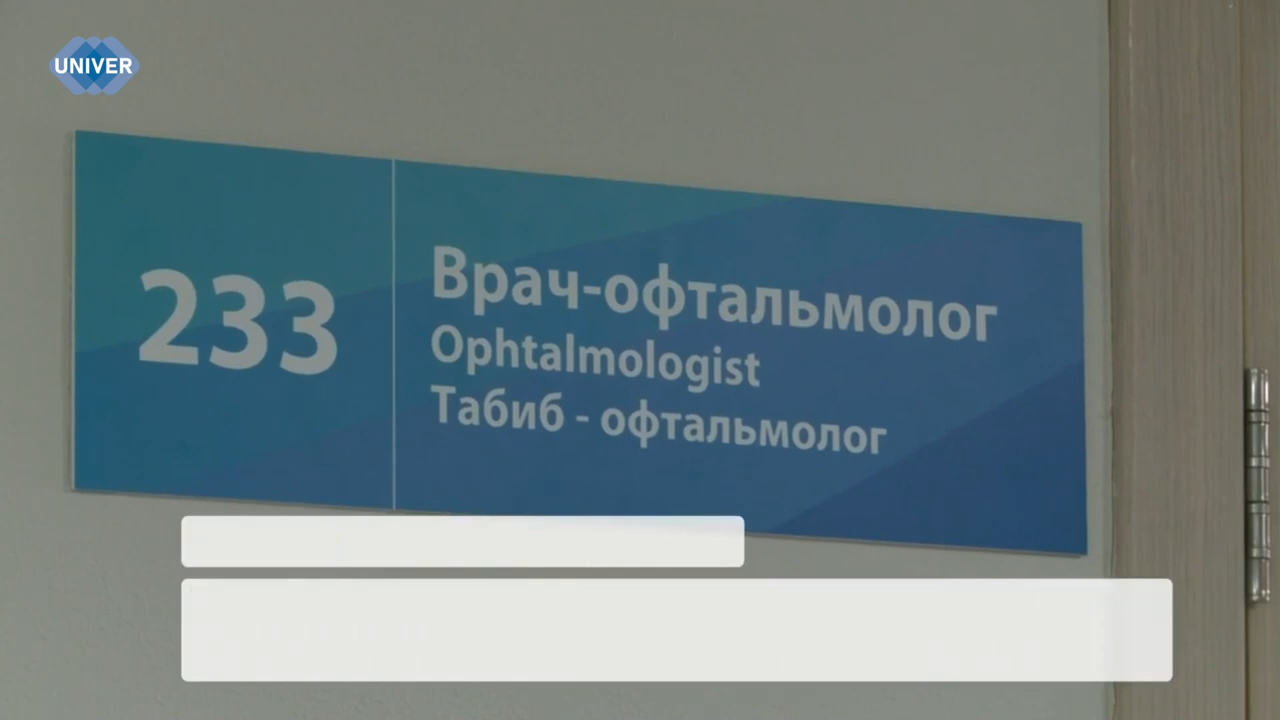 UNIVER
233
Врач-офтальмолог
Ophtalmologist
Табиб - офтальмолог